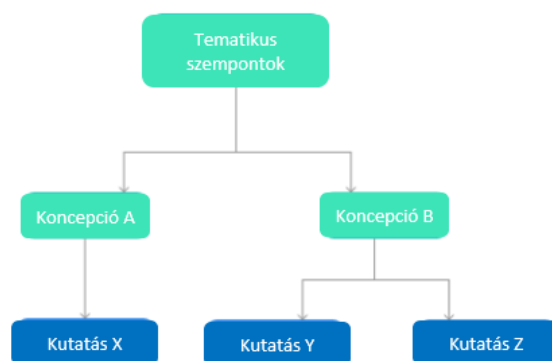 Tematikus
szempontok
Koncepció A
Koncepció B
Kutatás X
Kutatás Y
Kutatás Z